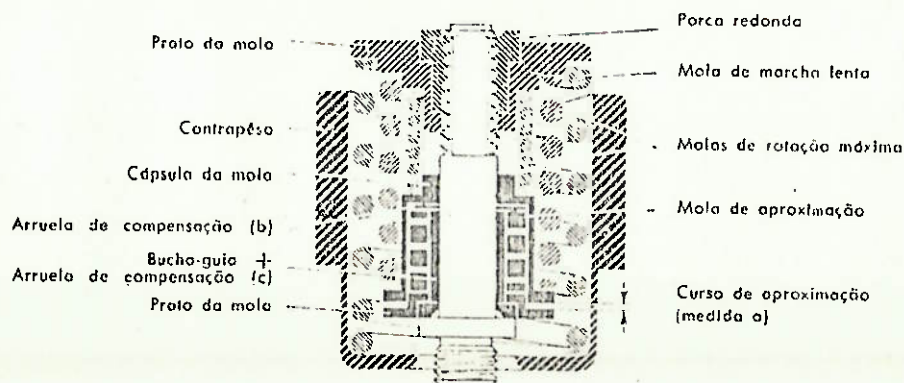 Prato da mola
Contrapêso
Cápsula da mola
Arruela de compensação (b)
Bucha-guia
Arruela de compensação (c)
Prato da mola
Porca redonda
Mola de marcha lenta
Molas de rotação máxima
Mola de aproximação
Curso de aproximação
(medida a)